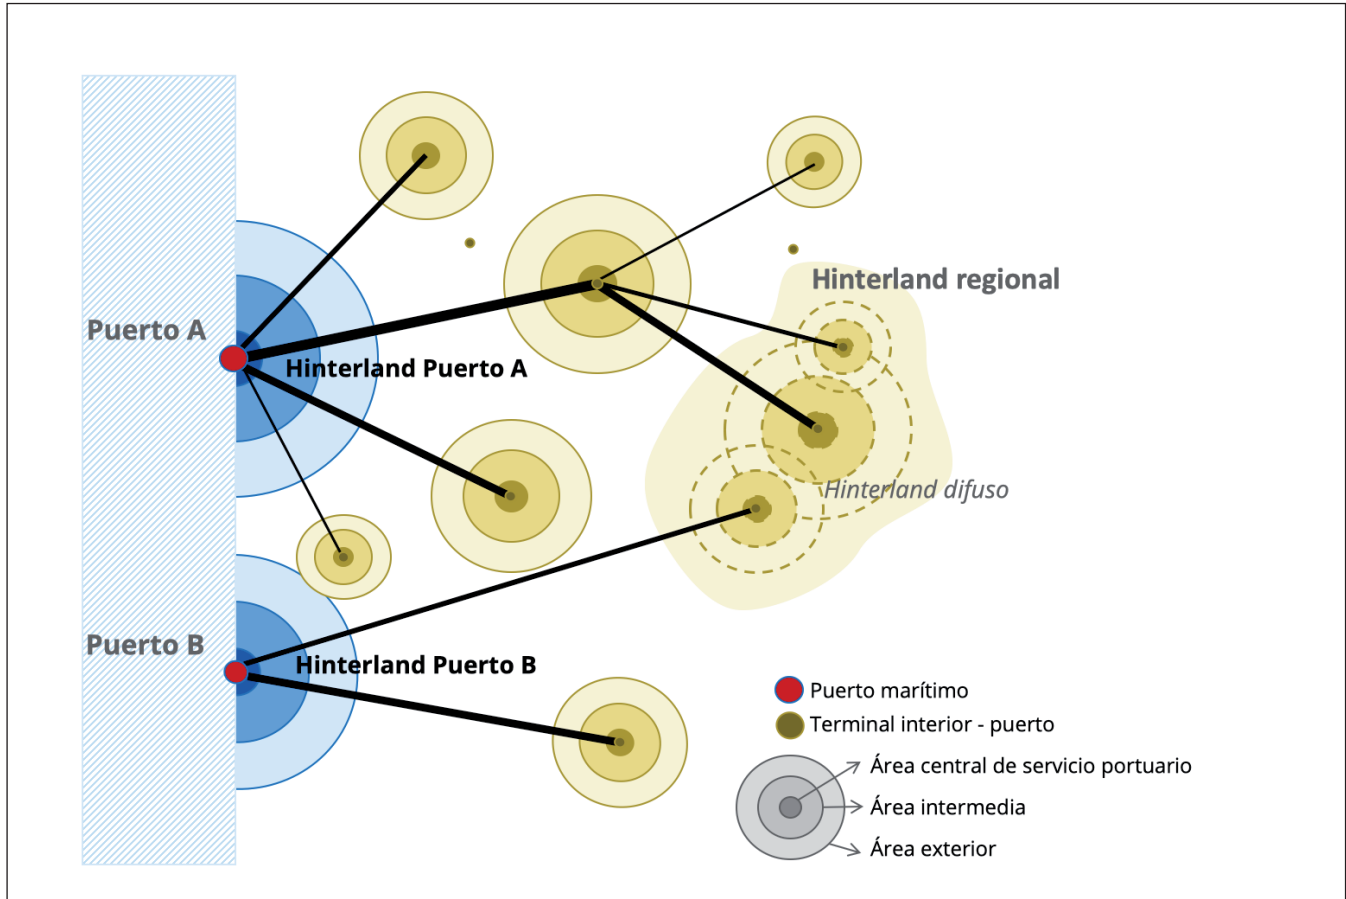 Hinterland regional
Puerto A
Hinterland Puerto A
Hinterland difuso
Puerto B
Hinterland Puerto B
Puerto marítimo
Terminal interior - puerto
Área central de servicio portuario
Área intermedia
Área exterior